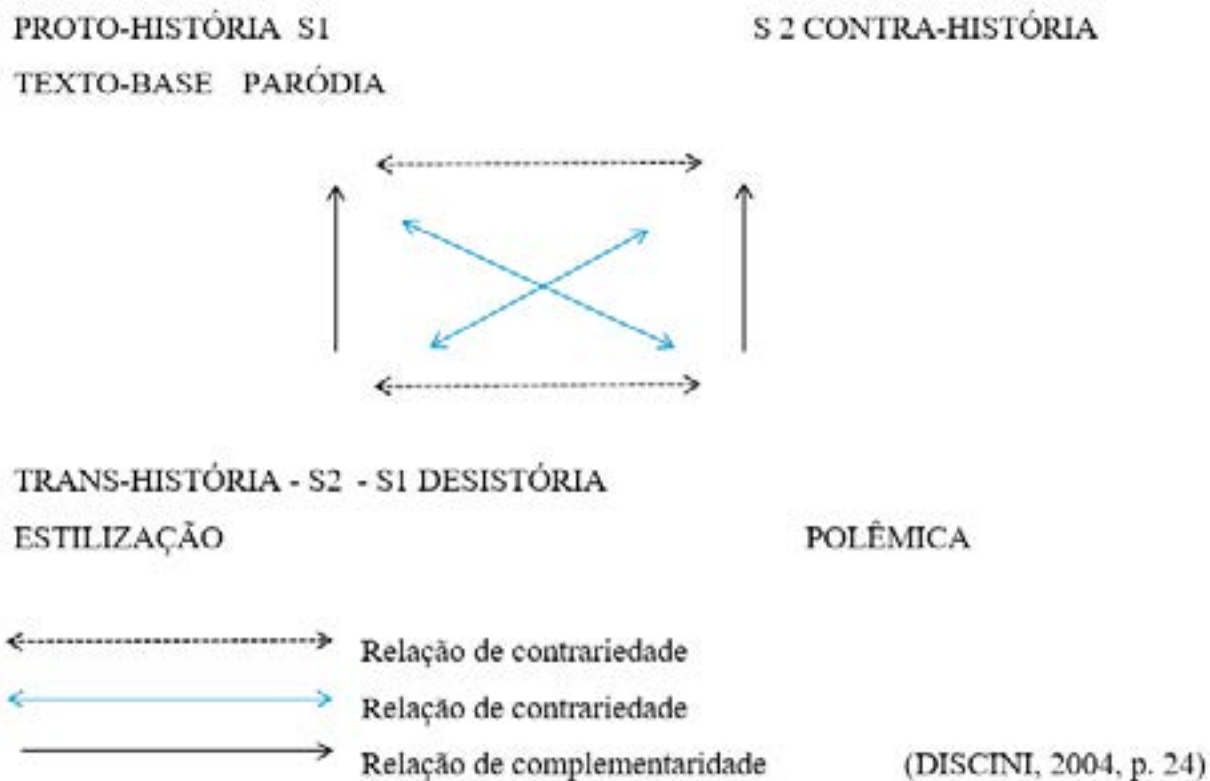 PROTO-HISTÓRIA S1 S 2 CONTRA-HISTÓRIA
TEXTO-BASE PARÓDIA
TRANS-HISTÓRIA - S2 - S1 DESISTÓRIA
ESTILIZAÇÃO POLÊMICA
Relação de contrariedade
Relação de contrariedade
Relação de complementaridade (DISCINI, 2004, p. 24)